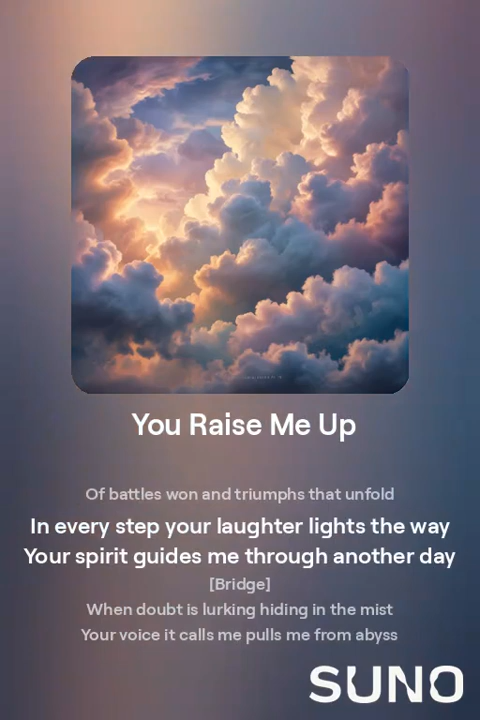 You Raise Me Up
Of battles won and triumphs that unfold
In every step your laughter lights the way
Your spirit guides me through another day
[Bridge]
When doubt is lurking hiding in the mist
Your voice it calls me pulls me from abyss
SUNO